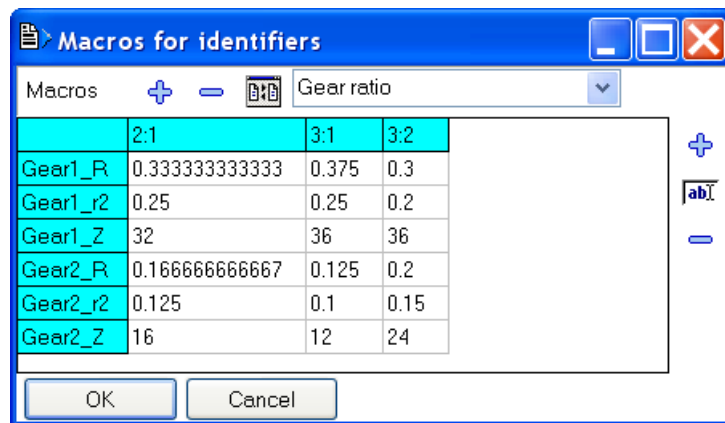 Macros for identifiers
Macros Gear ratio
2:1 3:1 3:2
Gear1_R 0.333333333333 0.375 0.3
Gear1_r2 0.25 0.25 0.2
Gear1_Z 32 36 36
Gear2_R 0.166666666667 0.125 0.2
Gear2_r2 0.125 0.1 0.15
Gear2_Z 16 12 24
ab
OK Cancel